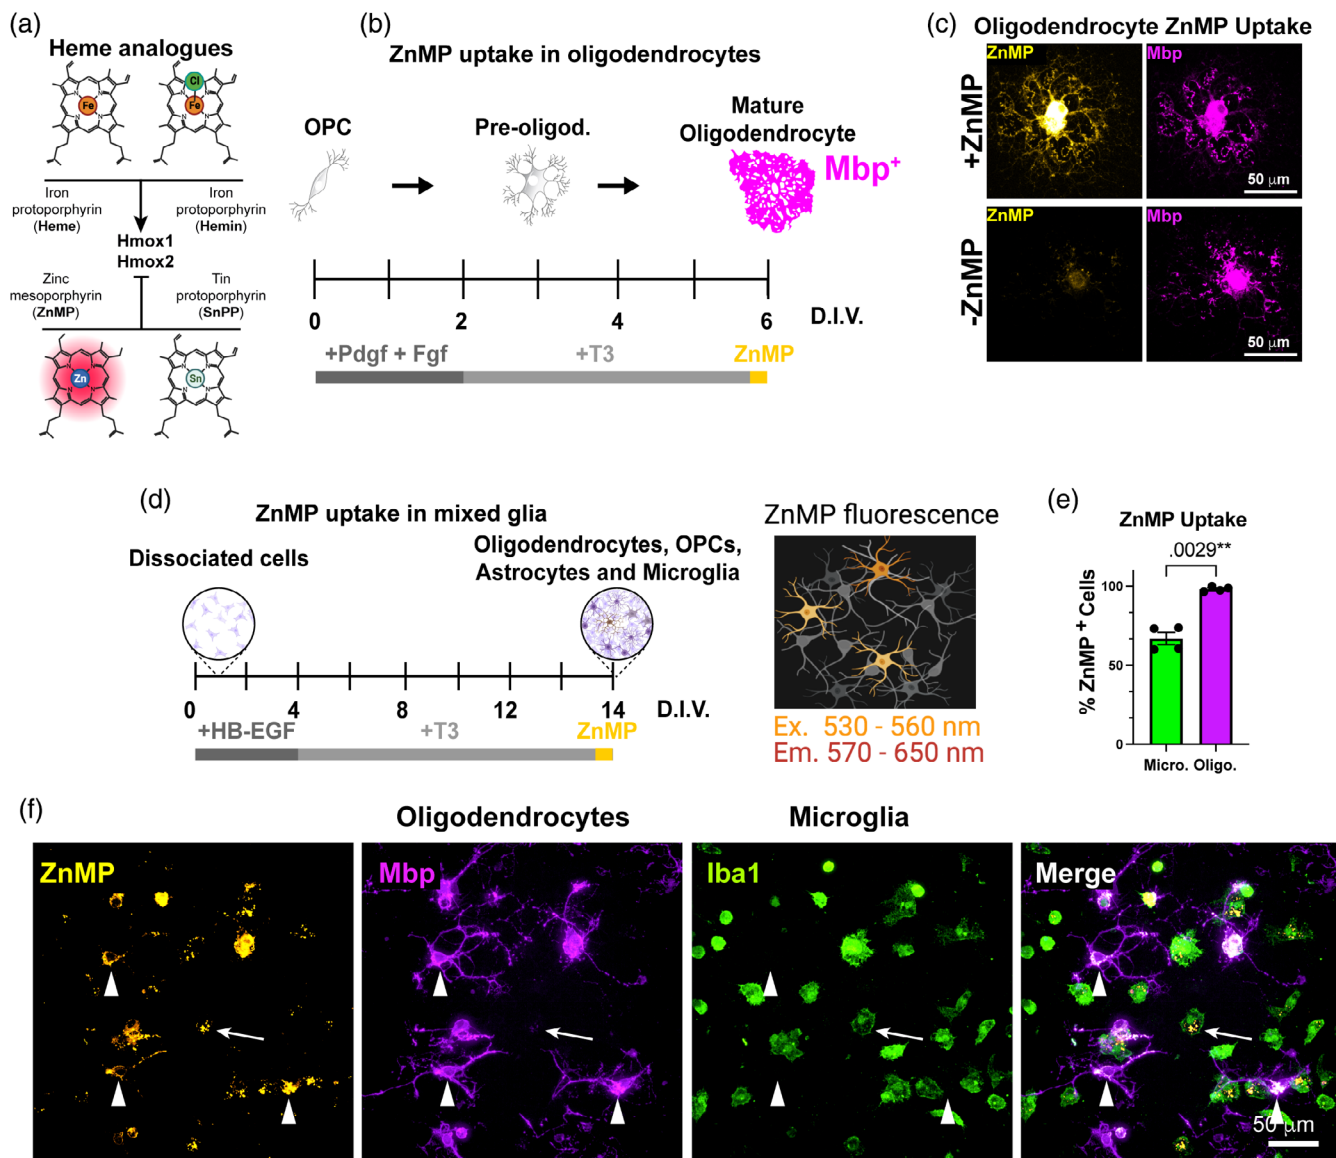 (a)
Heme analogues
Cl
Fe
Fe
N
N
N
N
N
N
N
N
Iron
protoporphyrin
(Heme)
Iron
protoporphyrin
(Hemin)
Hmox1
Hmox2
Zinc
mesoporphyrin
(ZnMP)
Tin
protoporphyrin
(SnPP)
Zn
Sn
N
N
N
N
N
N
N
N
(b)
ZnMP uptake in oligodendrocytes
OPC
Pre-oligod.
Mature
Oligodendrocyte
Mbp+
0
2
4
6
D.I.V.
+Pdgf + Fgf
+T3
ZnMP
(c)
Oligodendrocyte ZnMP Uptake
+ZnMP
ZnMP
Mbp
50 µm
-ZnMP
ZnMP
Mbp
50 µm
(d)
ZnMP uptake in mixed glia
Dissociated cells
Oligodendrocytes, OPCs,
Astrocytes and Microglia
0
4
8
12
14
D.I.V.
+HB-EGF
+T3
ZnMP
ZnMP fluorescence
Ex. 530 - 560 nm
Em. 570 - 650 nm
(e)
ZnMP Uptake
.0029**
% ZnMP + Cells
100
50
0
Micro. Oligo.
(f)
Oligodendrocytes
Microglia
ZnMP
Mbp
Iba1
Merge
50 µm